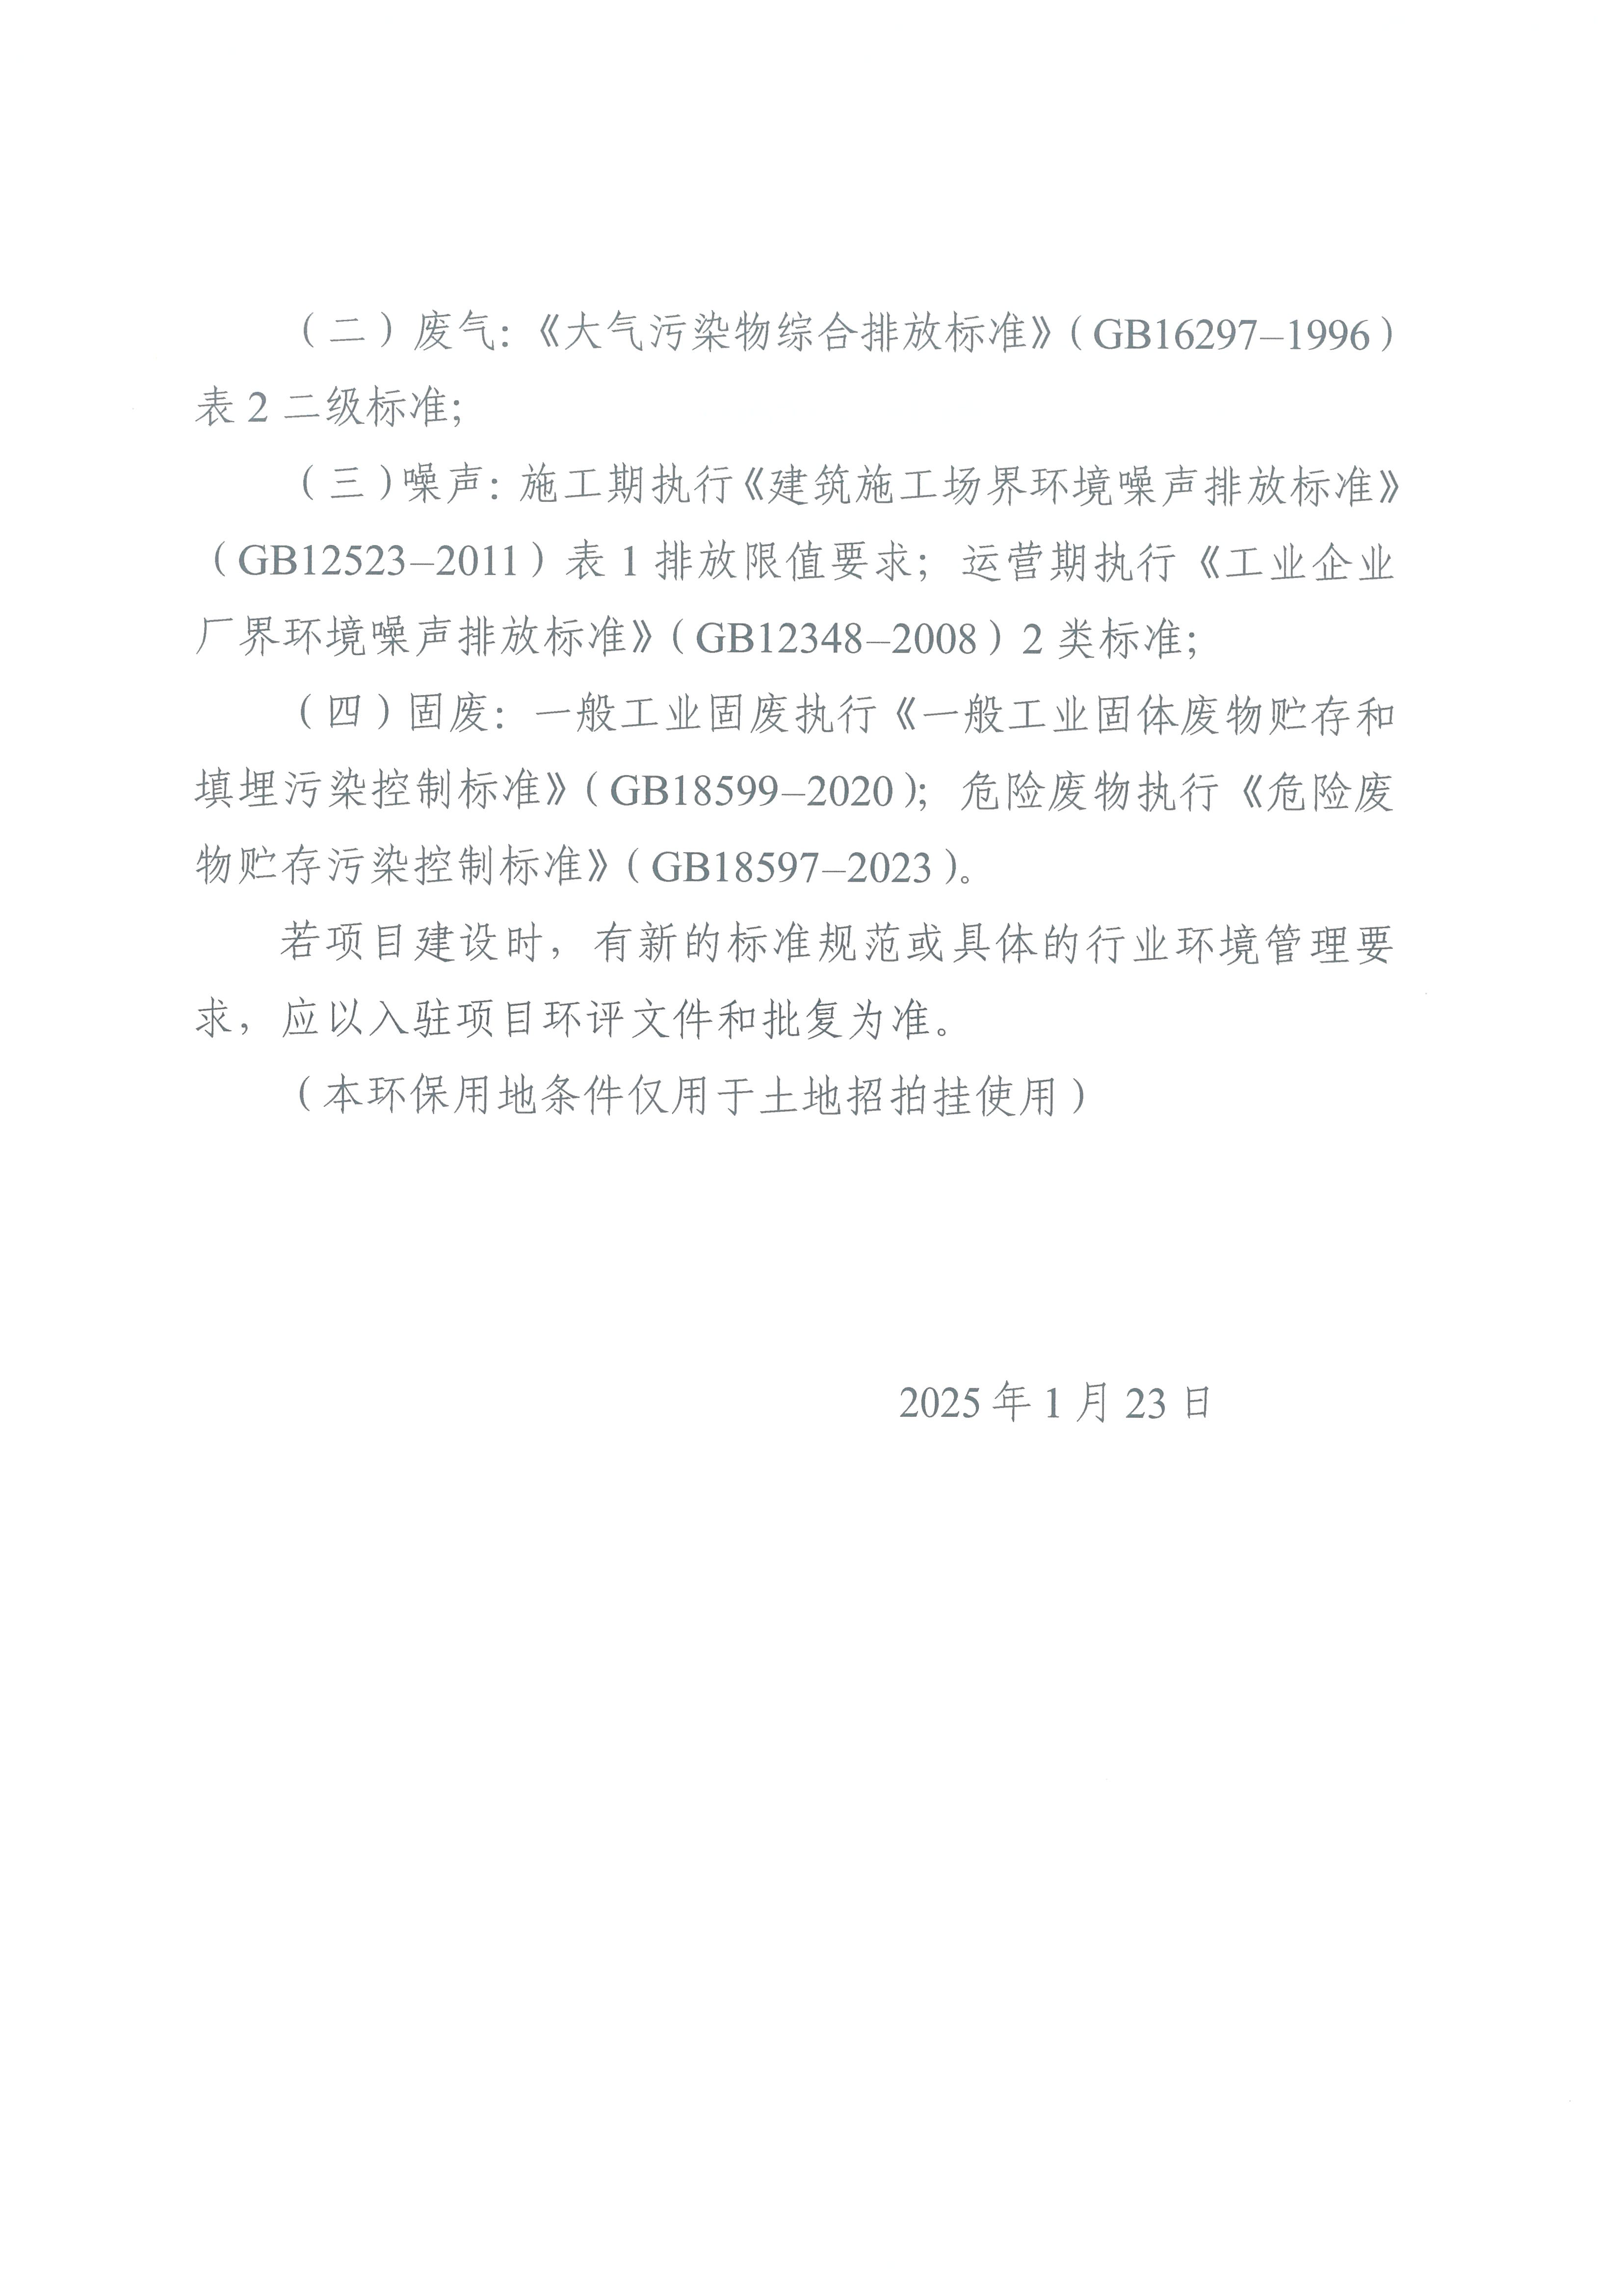 （二）废气：《大气污染物综合排放标准》（GB16297—1996）
表 2 二级标准；
（三）噪声：施工期执行《建筑施工场界环境噪声排放标准》
（GB12523—2011）表 1 排放限值要求；运营期执行《工业企业
厂界环境噪声排放标准》（GB12348—2008）2 类标准；
（四）固废：一般工业固废执行《一般工业固体废物贮存和
填埋污染控制标准》（GB18599—2020）；危险废物执行《危险废
物贮存污染控制标准》（GB18597—2023）。
若项目建设时，有新的标准规范或具体的行业环境管理要
求，应以入驻项目环评文件和批复为准。
（本环保用地条件仅用于土地招拍挂使用）
2025 年 1 月 23 日